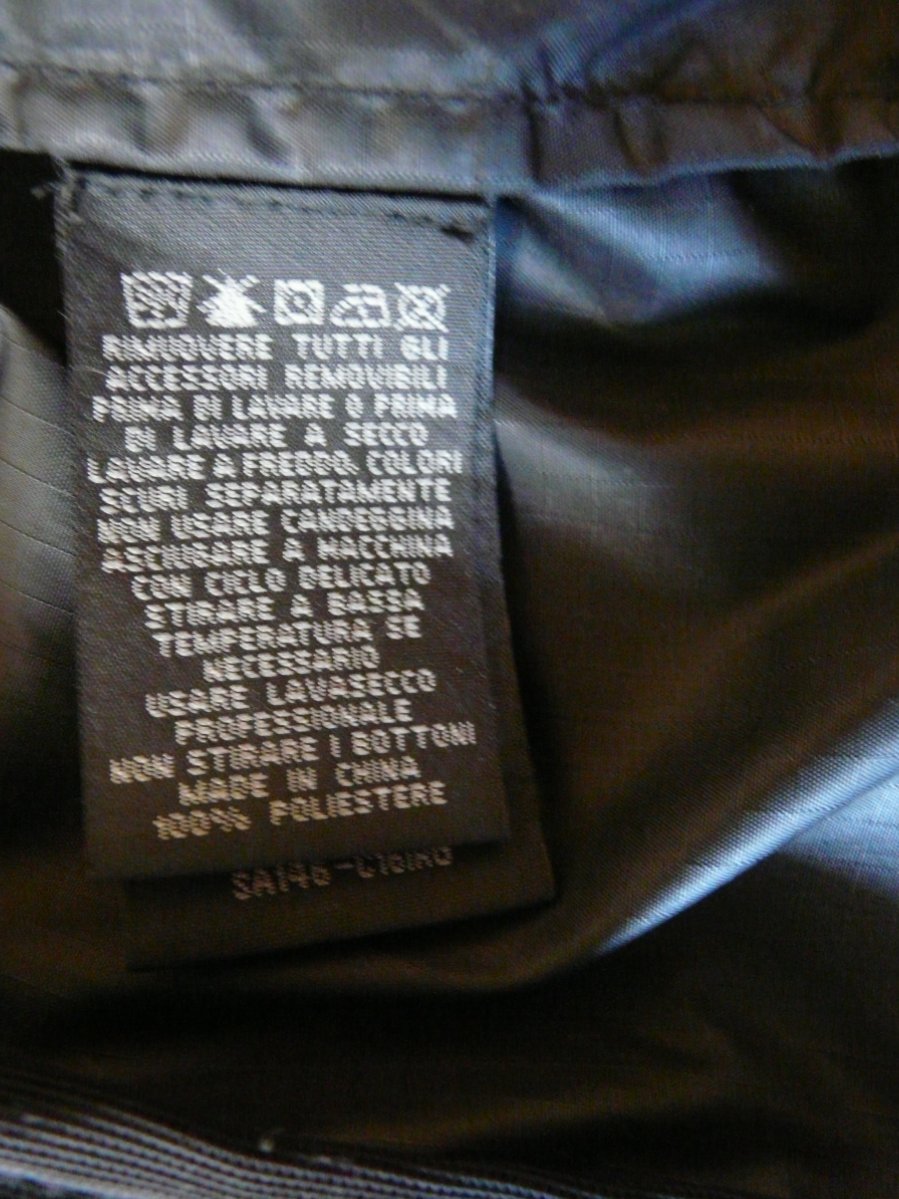 RIMUOVERE TUTTI GLI
ACCESSORI REMOVIBILI
PRIMA DI LAVARE O PRIMA
DI LAVARE A SECCO
LAVARE A FREDDO, COLORI
SCURI SEPARATAMENTE
NON USARE CANDEGGINA
ASCIUGARE A MACCHINA
CON CICLO DELICATO
STIRARE A BASSA
TEMPERATURA SE
NECESSARIO
USARE LAVASECCO
PROFESSIONALE
NON STIRARE I BOTTONI
MADE IN CHINA
100% POLIESTERE